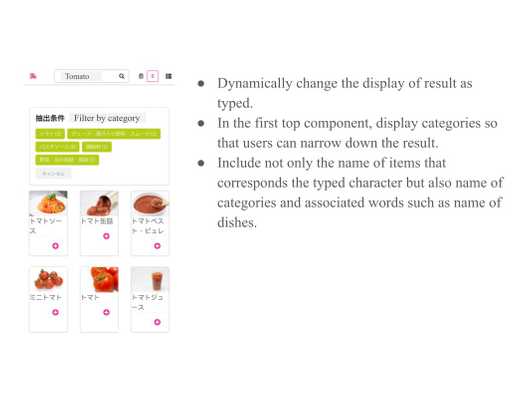 Tomato
抽出条件 Filter by category
キャンセル
トマトソー
ス
トマト缶詰
トマトペス
ト・ピュレ
ミニトマト
トマト
トマトジュ
ース
● Dynamically change the display of result as
typed.
● In the first top component, display categories so
that users can narrow down the result.
● Include not only the name of items that
corresponds the typed character but also name of
categories and associated words such as name of
dishes.